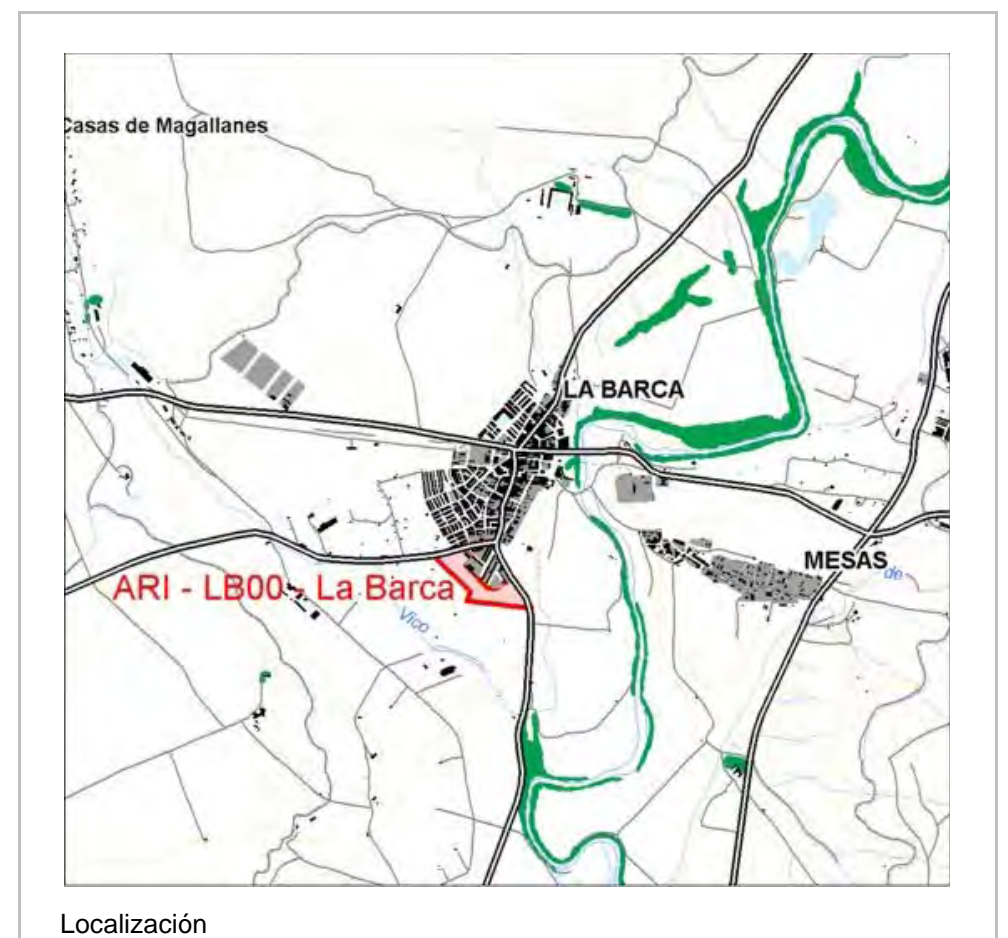 Casas de Magallanes
LA BARCA
MESAS
de
ARI - LB00 - La Barca
Vico
Localización